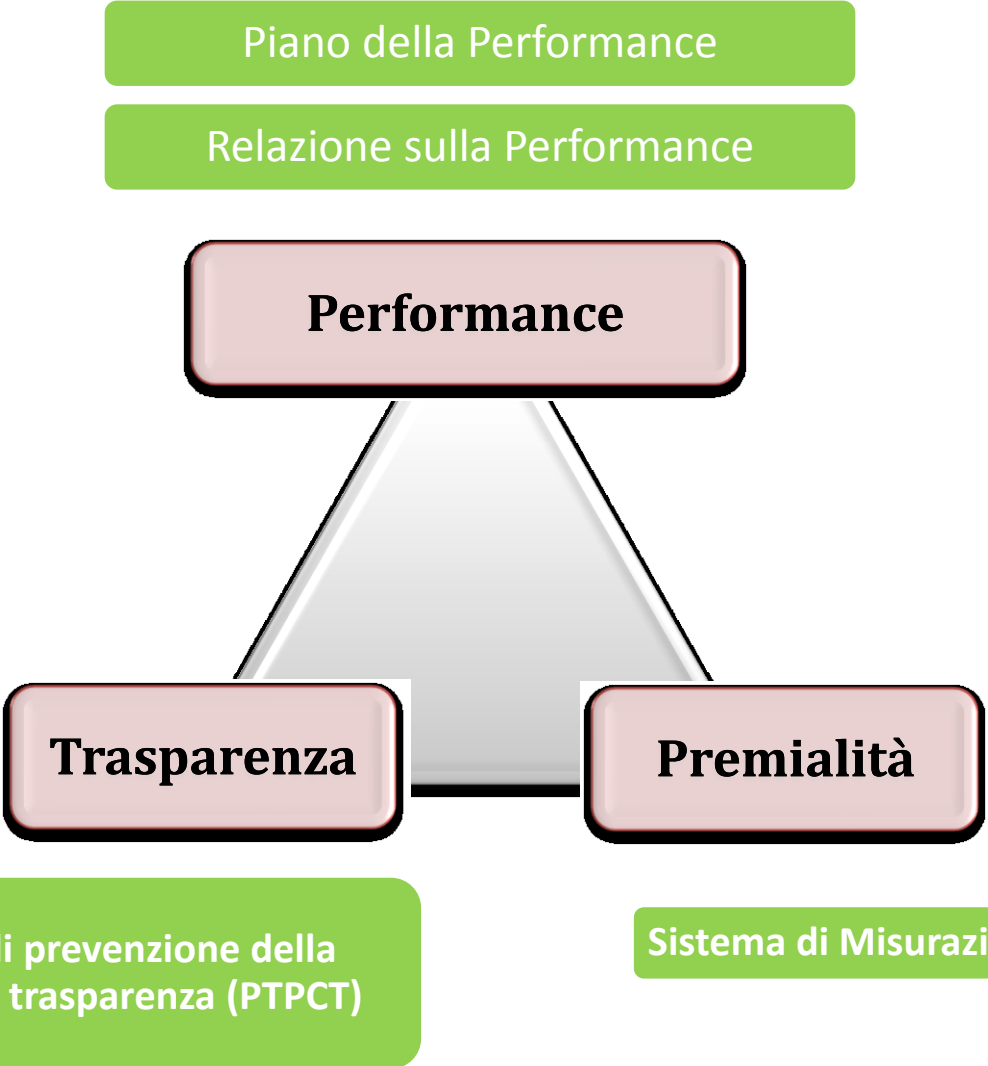 Piano della Performance
Relazione sulla Performance
Performance
Trasparenza
Premialità
i prevenzione della
trasparenza (PTPCT)
Sistema di Misurazi